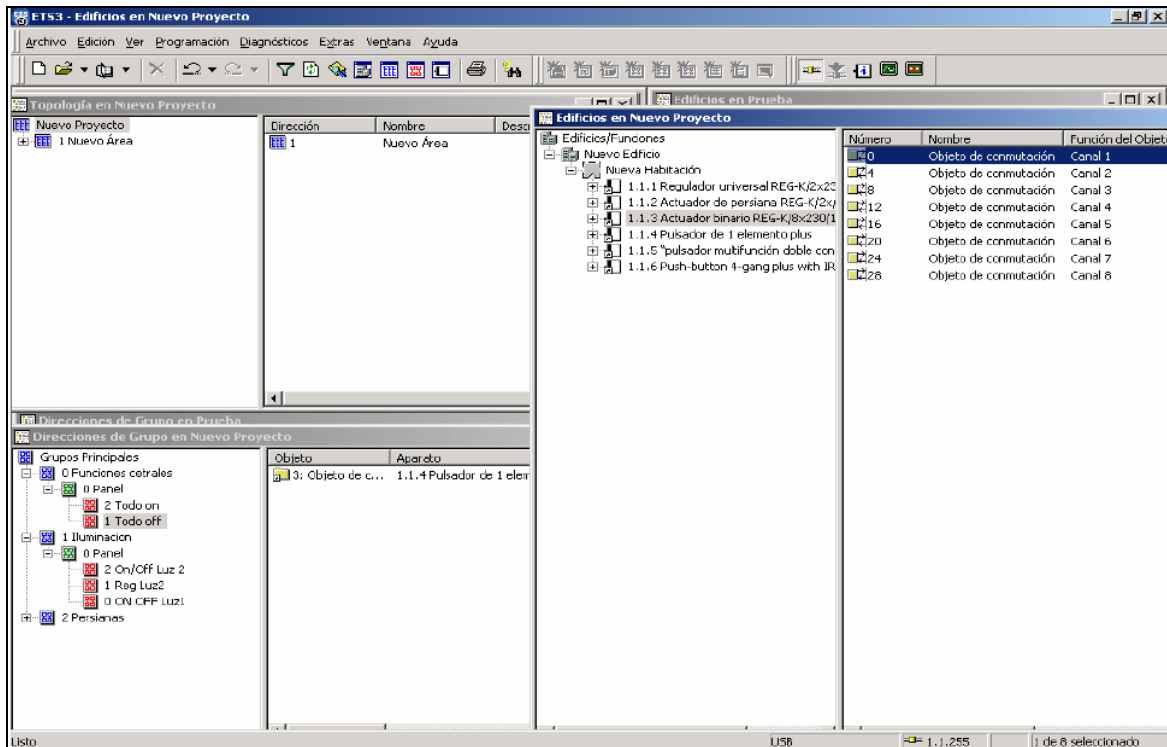 ETS3 - Edificios en Nuevo Proyecto
Archivo Edición Ver Programación Diagnósticos Extras Ventana Ayuda
Topología en Nuevo Proyecto
Nuevo Proyecto
1 Nuevo Área
Dirección Nombre Descr
1 Nuevo Área
Edificios en Prueba
Edificios en Nuevo Proyecto
Edificios/Funciones
Nuevo Edificio
Nueva Habitación
1.1.1 Regulador universal REG-K/2x23
1.1.2 Actuador de persiana REG-K/2x/
1.1.3 Actuador binario REG-K/8x230/1
1.1.4 Pulsador de 1 elemento plus
1.1.5 "pulsador multifunción doble con
1.1.6 Push-button 4-gang plus with IR
Número Nombre Función del Objeto
0 Objeto de conmutación Canal 1
4 Objeto de conmutación Canal 2
8 Objeto de conmutación Canal 3
12 Objeto de conmutación Canal 4
16 Objeto de conmutación Canal 5
20 Objeto de conmutación Canal 6
24 Objeto de conmutación Canal 7
28 Objeto de conmutación Canal 8
Direcciones de Grupo en Prueba
Direcciones de Grupo en Nuevo Proyecto
Grupos Principales
0 Funciones cetrales
0 Panel
2 Todo on
1 Todo off
1 Iluminacion
0 Panel
2 On/Off Luz 2
1 Reg Luz2
0 ON OFF Luz1
2 Persianas
Objeto Aparato
3: Objeto de c... 1.1.4 Pulsador de 1 elem
Listo USB 1.1.255 1 de 8 seleccionado